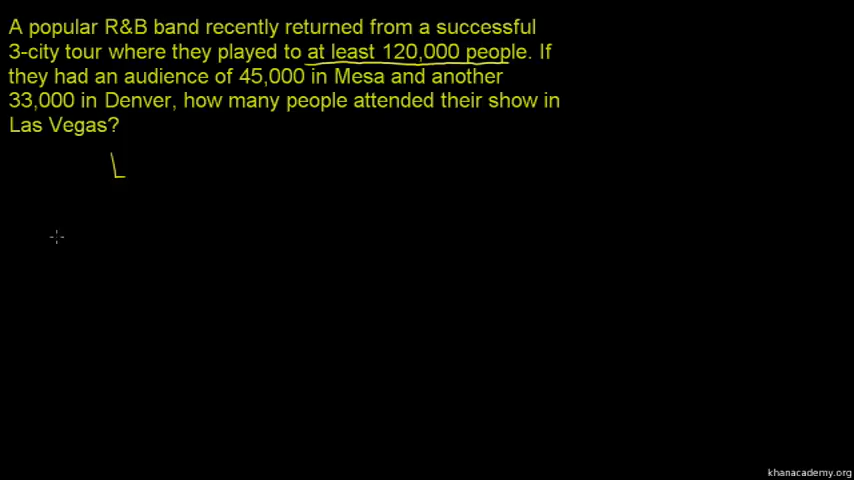 A popular R&B band recently returned from a successful
3-city tour where they played to at least 120,000 people. If
they had an audience of 45,000 in Mesa and another
33,000 in Denver, how many people attended their show in
Las Vegas?
L
khanacademy.org